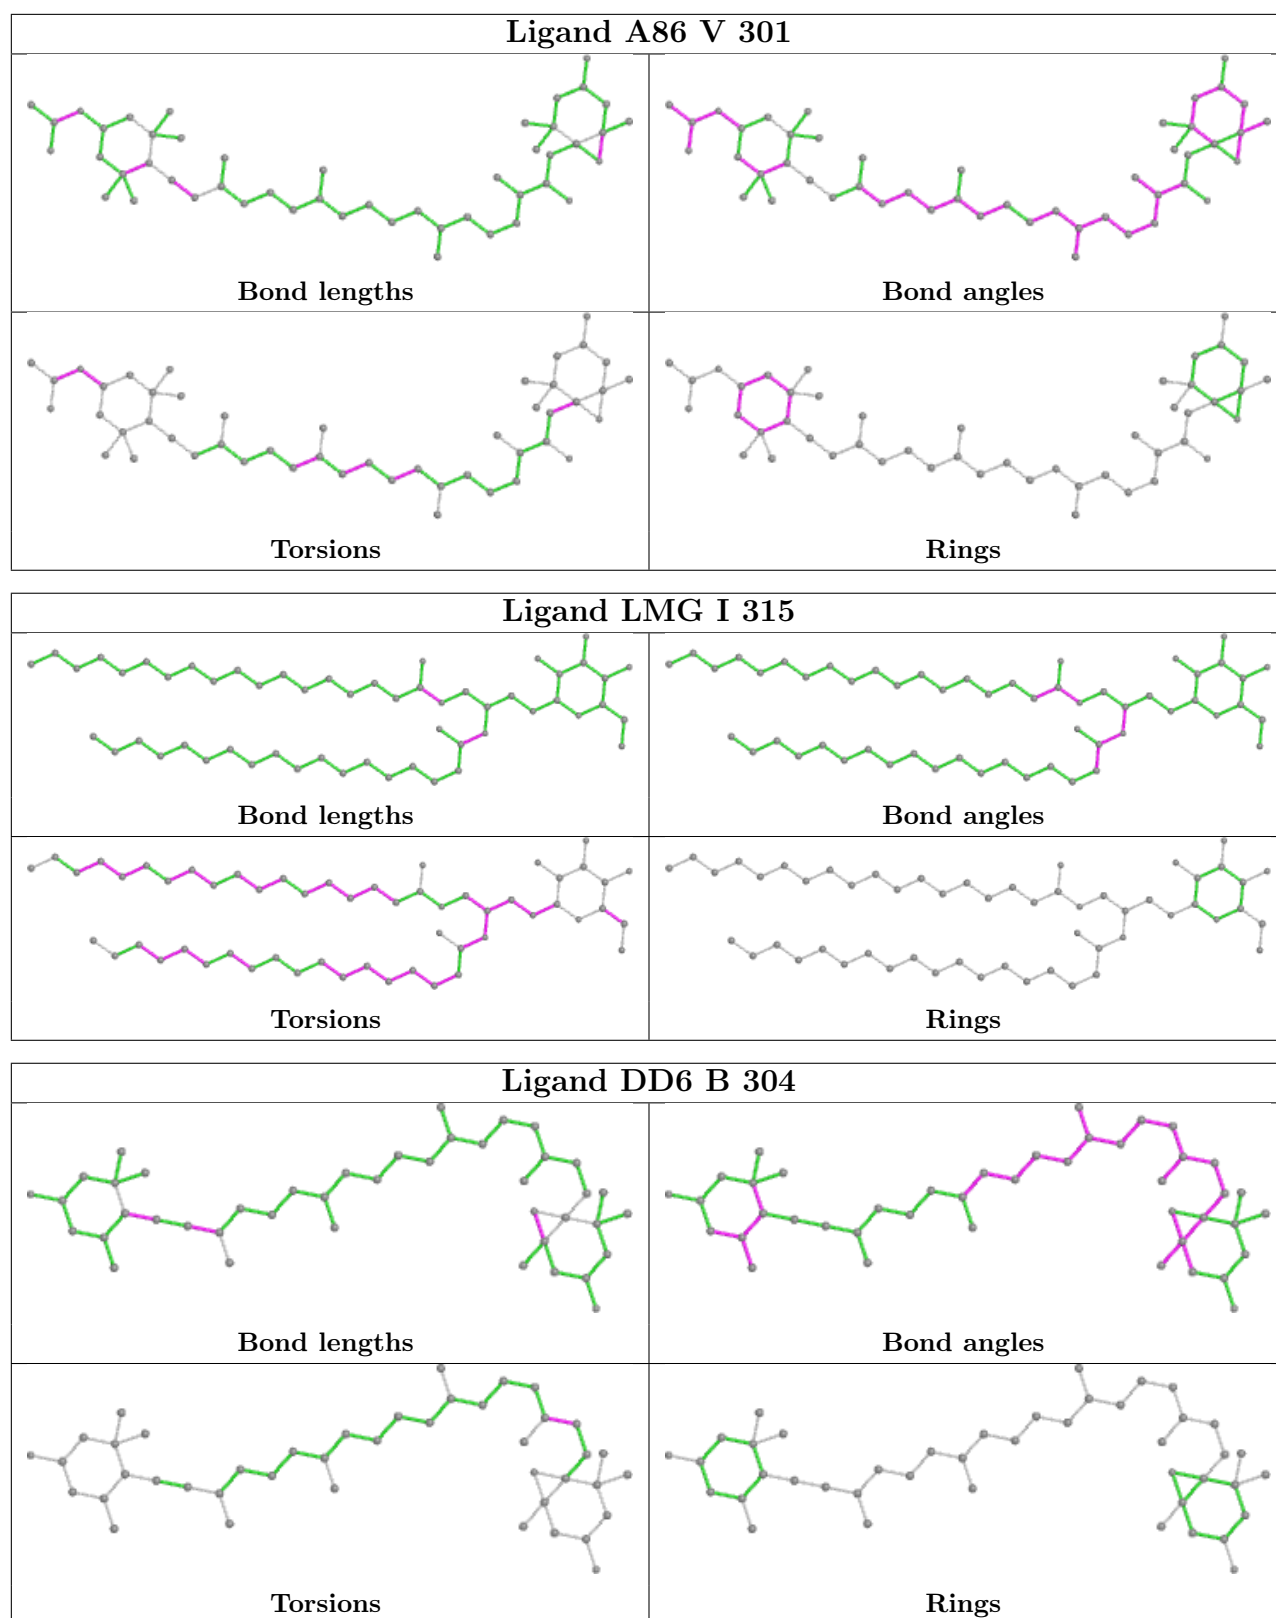 Ligand A86 V 301
Bond lengths
Bond angles
Torsions
Rings
Ligand LMG I 315
Bond lengths
Bond angles
Torsions
Rings
Ligand DD6 B 304
Bond lengths
Bond angles
Torsions
Rings